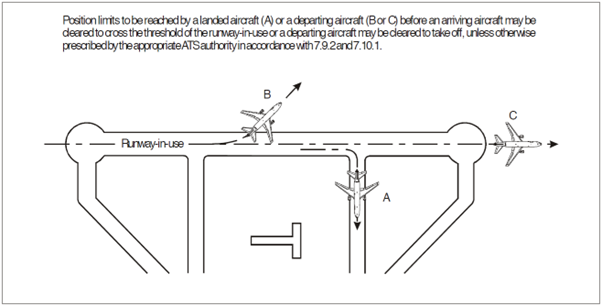 Position limits to be reached by a landed aircraft (A) or a departing aircraft (B or C) before an arriving aircraft may be
cleared to cross the threshold of the runway-in-use or a departing aircraft may be cleared to take off, unless otherwise
prescribed by the appropriate ATS authority in accordance with 7.9.2 and 7.10.1.
B
C
Runway-in-use
A